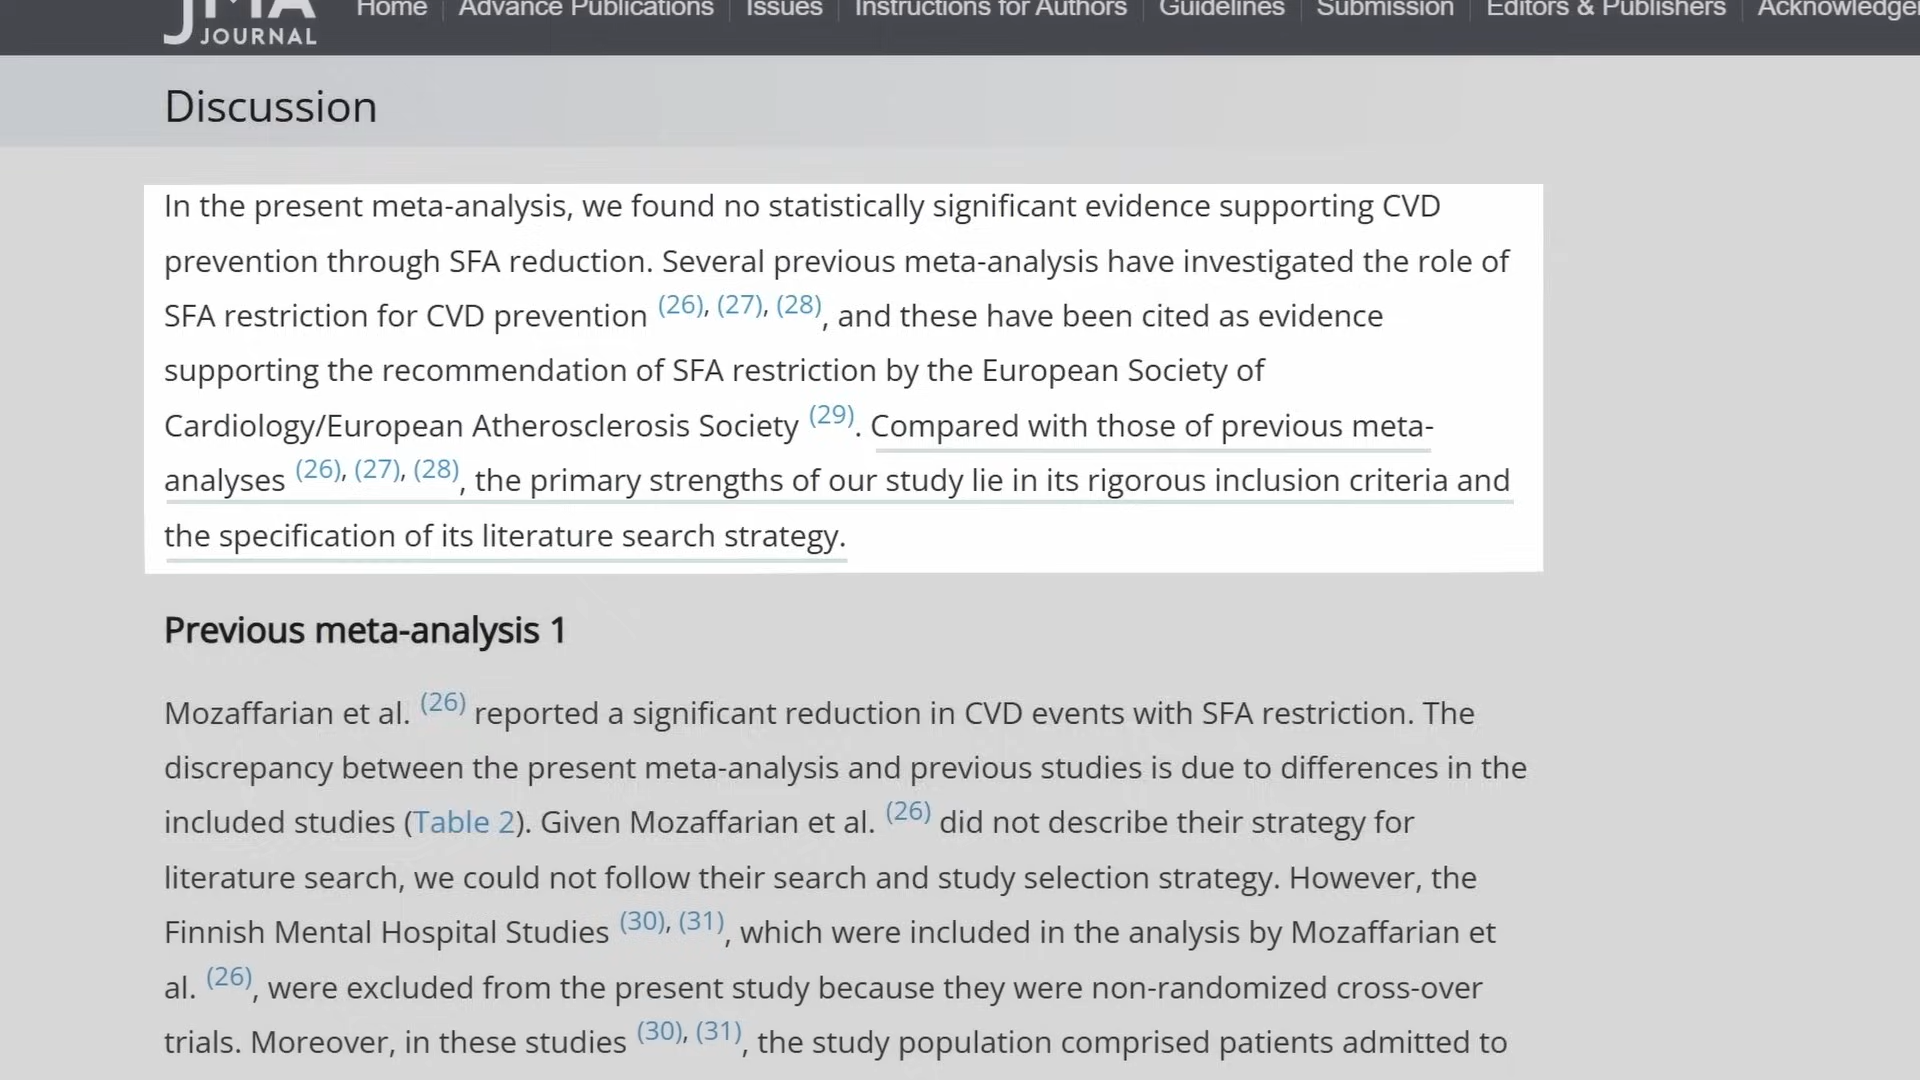 JMA
JOURNAL
Home
Advance Publications
Issues
Instructions for Authors
Guidelines
Submission
Editors & Publishers
Discussion
In the present meta-analysis, we found no statistically significant evidence supporting CVD
prevention through SFA reduction. Several previous meta-analysis have investigated the role of
SFA restriction for CVD prevention (26), (27), (28), and these have been cited as evidence
supporting the recommendation of SFA restriction by the European Society of
Cardiology/European Atherosclerosis Society (29). Compared with those of previous meta-
analyses (26), (27), (28), the primary strengths of our study lie in its rigorous inclusion criteria and
the specification of its literature search strategy.
Previous meta-analysis 1
Mozaffarian et al. (26) reported a significant reduction in CVD events with SFA restriction. The
discrepancy between the present meta-analysis and previous studies is due to differences in the
included studies (Table 2). Given Mozaffarian et al. (26) did not describe their strategy for
literature search, we could not follow their search and study selection strategy. However, the
Finnish Mental Hospital Studies (30), (31), which were included in the analysis by Mozaffarian et
al. (26), were excluded from the present study because they were non-randomized cross-over
trials. Moreover, in these studies (30), (31), the study population comprised patients admitted to